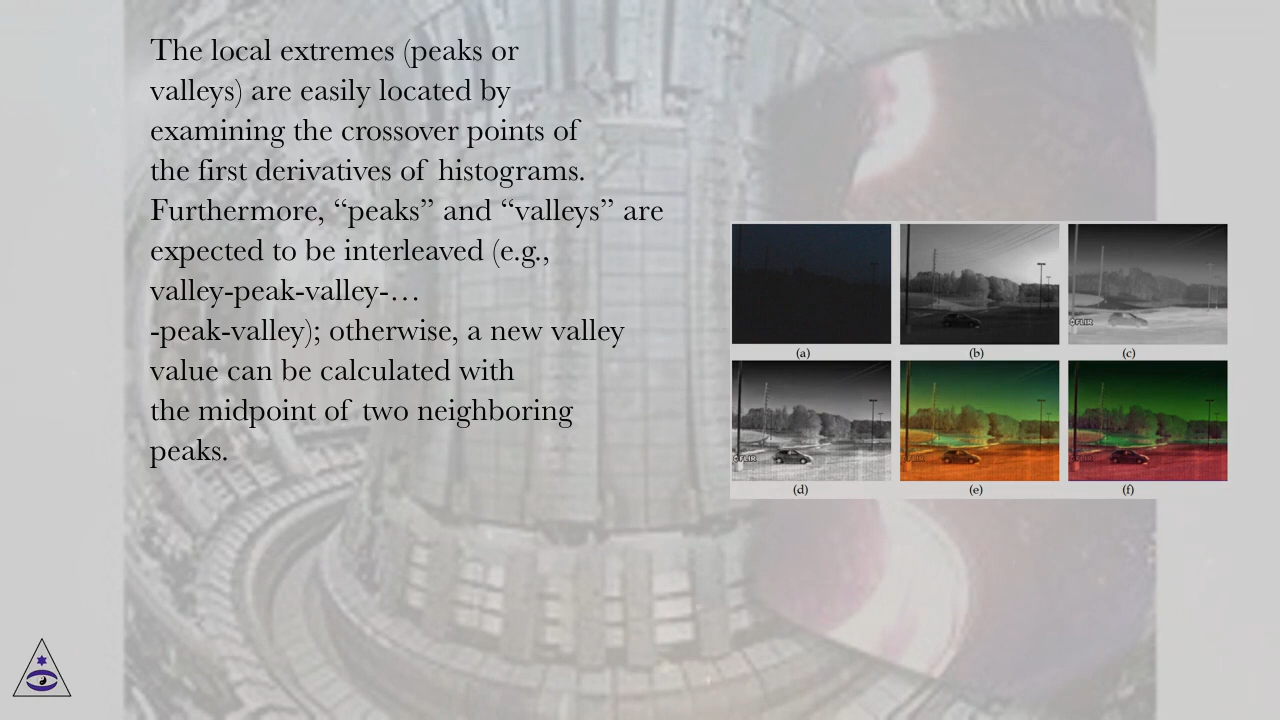 The local extremes (peaks or
valleys) are easily located by
examining the crossover points of
the first derivatives of histograms.
Furthermore, “peaks” and “valleys” are
expected to be interleaved (e.g.,
valley-peak-valley-…
-peak-valley); otherwise, a new valley
value can be calculated with
the midpoint of two neighboring
peaks.
(a) (b) (c)
FLIR
(d) (e) (f)
FLIR